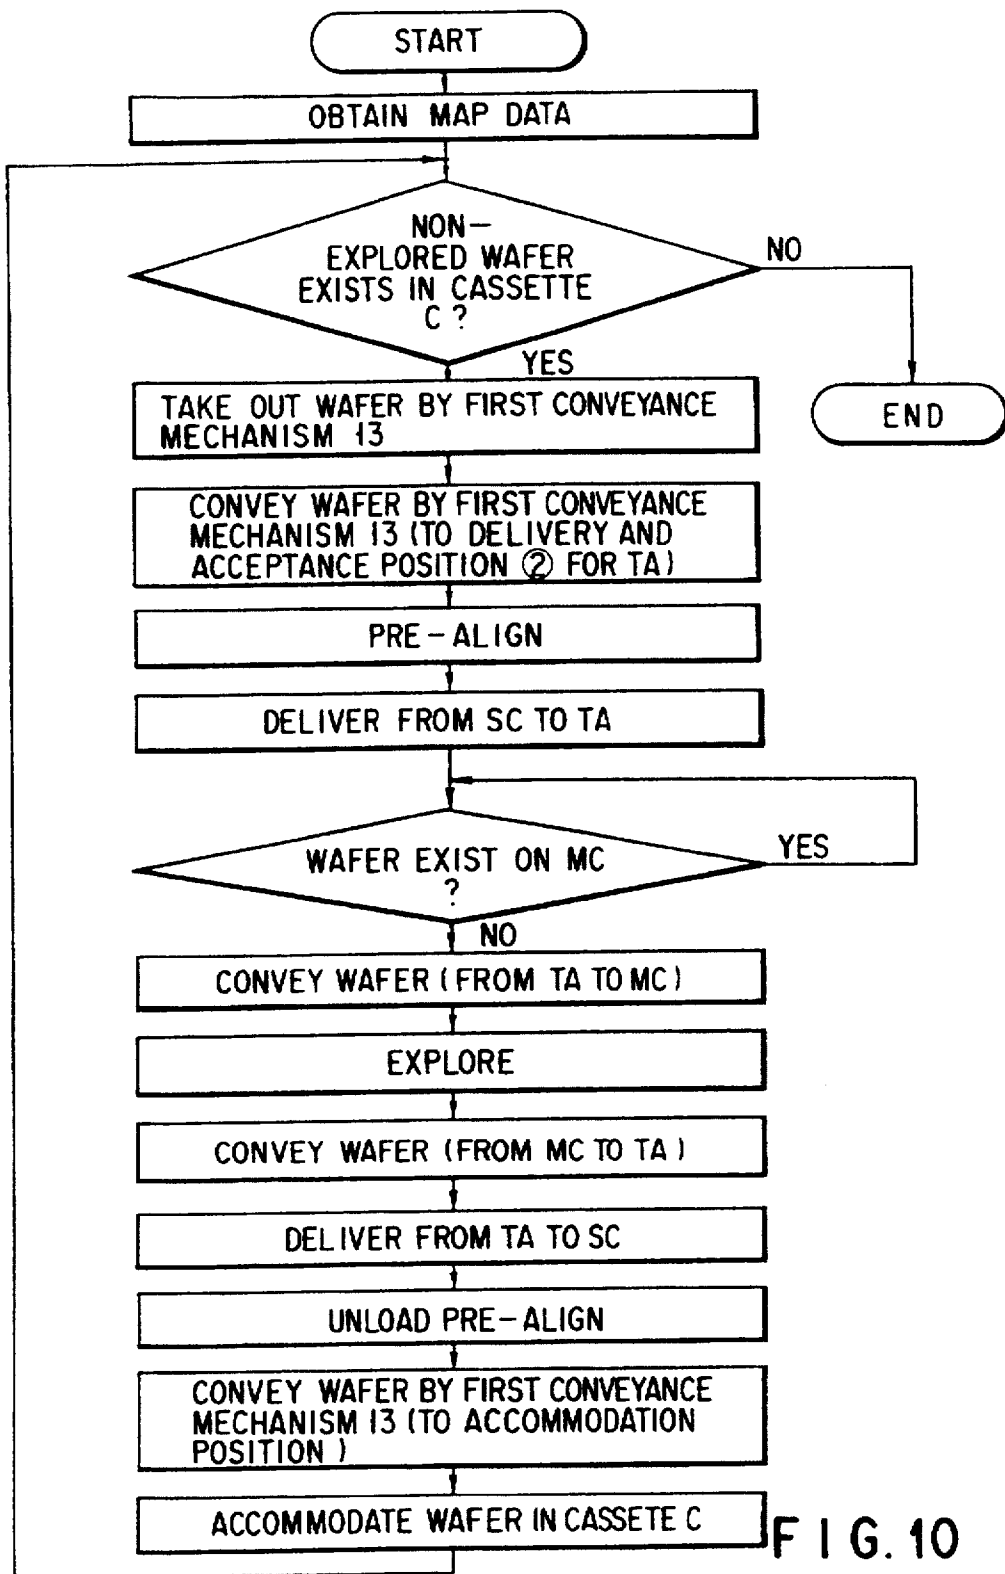 START
OBTAIN MAP DATA
NON-
EXPLORED WAFER
EXISTS IN CASSETTE
C?
NO
YES
END
TAKE OUT WAFER BY FIRST CONVEYANCE
MECHANISM 13
CONVEY WAFER BY FIRST CONVEYANCE
MECHANISM 13 (TO DELIVERY AND
ACCEPTANCE POSITION ② FOR TA)
PRE-ALIGN
DELIVER FROM SC TO TA
WAFER EXIST ON MC
?
YES
NO
CONVEY WAFER (FROM TA TO MC)
EXPLORE
CONVEY WAFER (FROM MC TO TA)
DELIVER FROM TA TO SC
UNLOAD PRE-ALIGN
CONVEY WAFER BY FIRST CONVEYANCE
MECHANISM 13 (TO ACCOMMODATION
POSITION)
ACCOMMODATE WAFER IN CASSETE C
FIG. 10